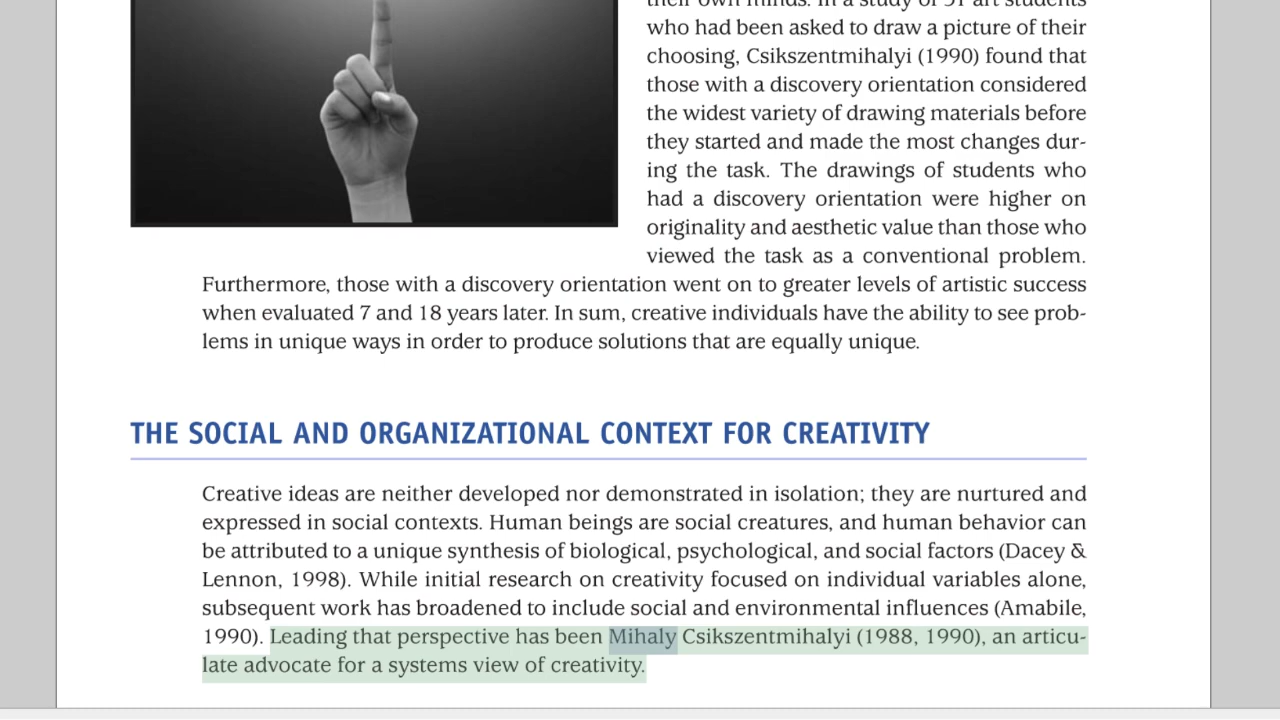 their own minds. In a study of 31 art students
who had been asked to draw a picture of their
choosing, Csikszentmihalyi (1990) found that
those with a discovery orientation considered
the widest variety of drawing materials before
they started and made the most changes dur-
ing the task. The drawings of students who
had a discovery orientation were higher on
originality and aesthetic value than those who
viewed the task as a conventional problem.
Furthermore, those with a discovery orientation went on to greater levels of artistic success
when evaluated 7 and 18 years later. In sum, creative individuals have the ability to see prob-
lems in unique ways in order to produce solutions that are equally unique.
THE SOCIAL AND ORGANIZATIONAL CONTEXT FOR CREATIVITY
Creative ideas are neither developed nor demonstrated in isolation; they are nurtured and
expressed in social contexts. Human beings are social creatures, and human behavior can
be attributed to a unique synthesis of biological, psychological, and social factors (Dacey &
Lennon, 1998). While initial research on creativity focused on individual variables alone,
subsequent work has broadened to include social and environmental influences (Amabile,
1990). Leading that perspective has been Mihaly Csikszentmihalyi (1988, 1990), an articu-
late advocate for a systems view of creativity.